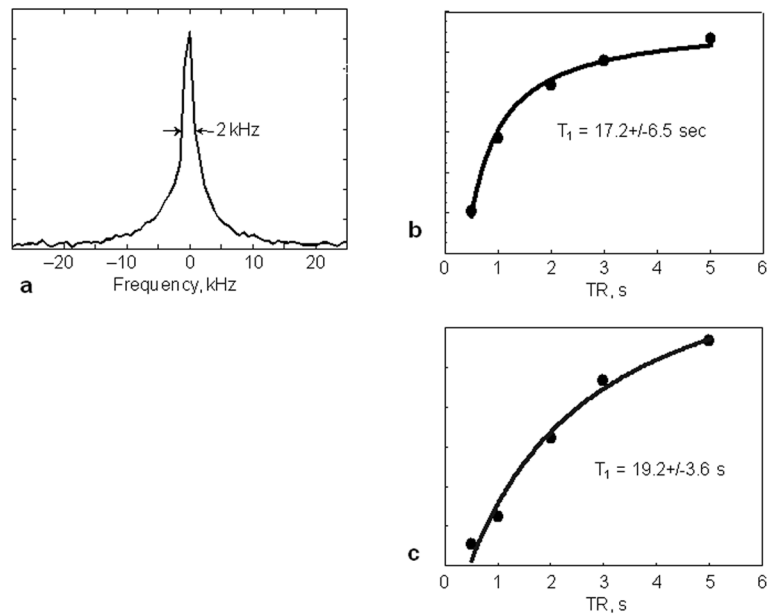 2 kHz
–20 –10 0 10 20
Frequency, kHz
a
T1 = 17.2+/-6.5 sec
b
0 1 2 3 4 5 6
TR, s
T1 = 19.2+/-3.6 s
c
0 1 2 3 4 5 6
TR, s